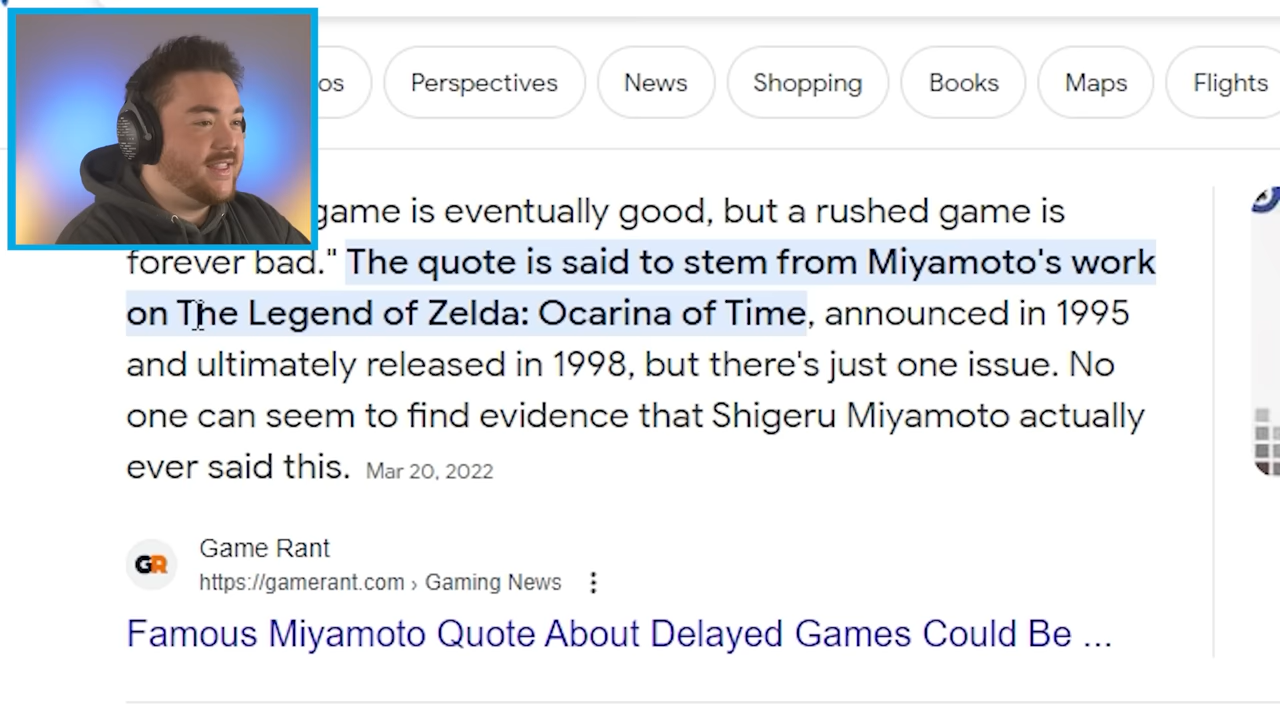 os
Perspectives
News
Shopping
Books
Maps
Flights
game is eventually good, but a rushed game is
forever bad." The quote is said to stem from Miyamoto's work
on The Legend of Zelda: Ocarina of Time, announced in 1995
and ultimately released in 1998, but there's just one issue. No
one can seem to find evidence that Shigeru Miyamoto actually
ever said this. Mar 20, 2022
GR
Game Rant
https://gamerant.com › Gaming News
Famous Miyamoto Quote About Delayed Games Could Be ...